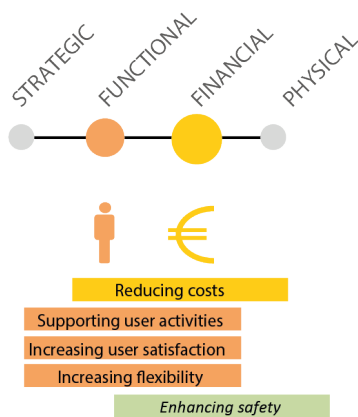 STRATEGIC
FUNCTIONAL
FINANCIAL
PHYSICAL
€
Reducing costs
Supporting user activities
Increasing user satisfaction
Increasing flexibility
Enhancing safety